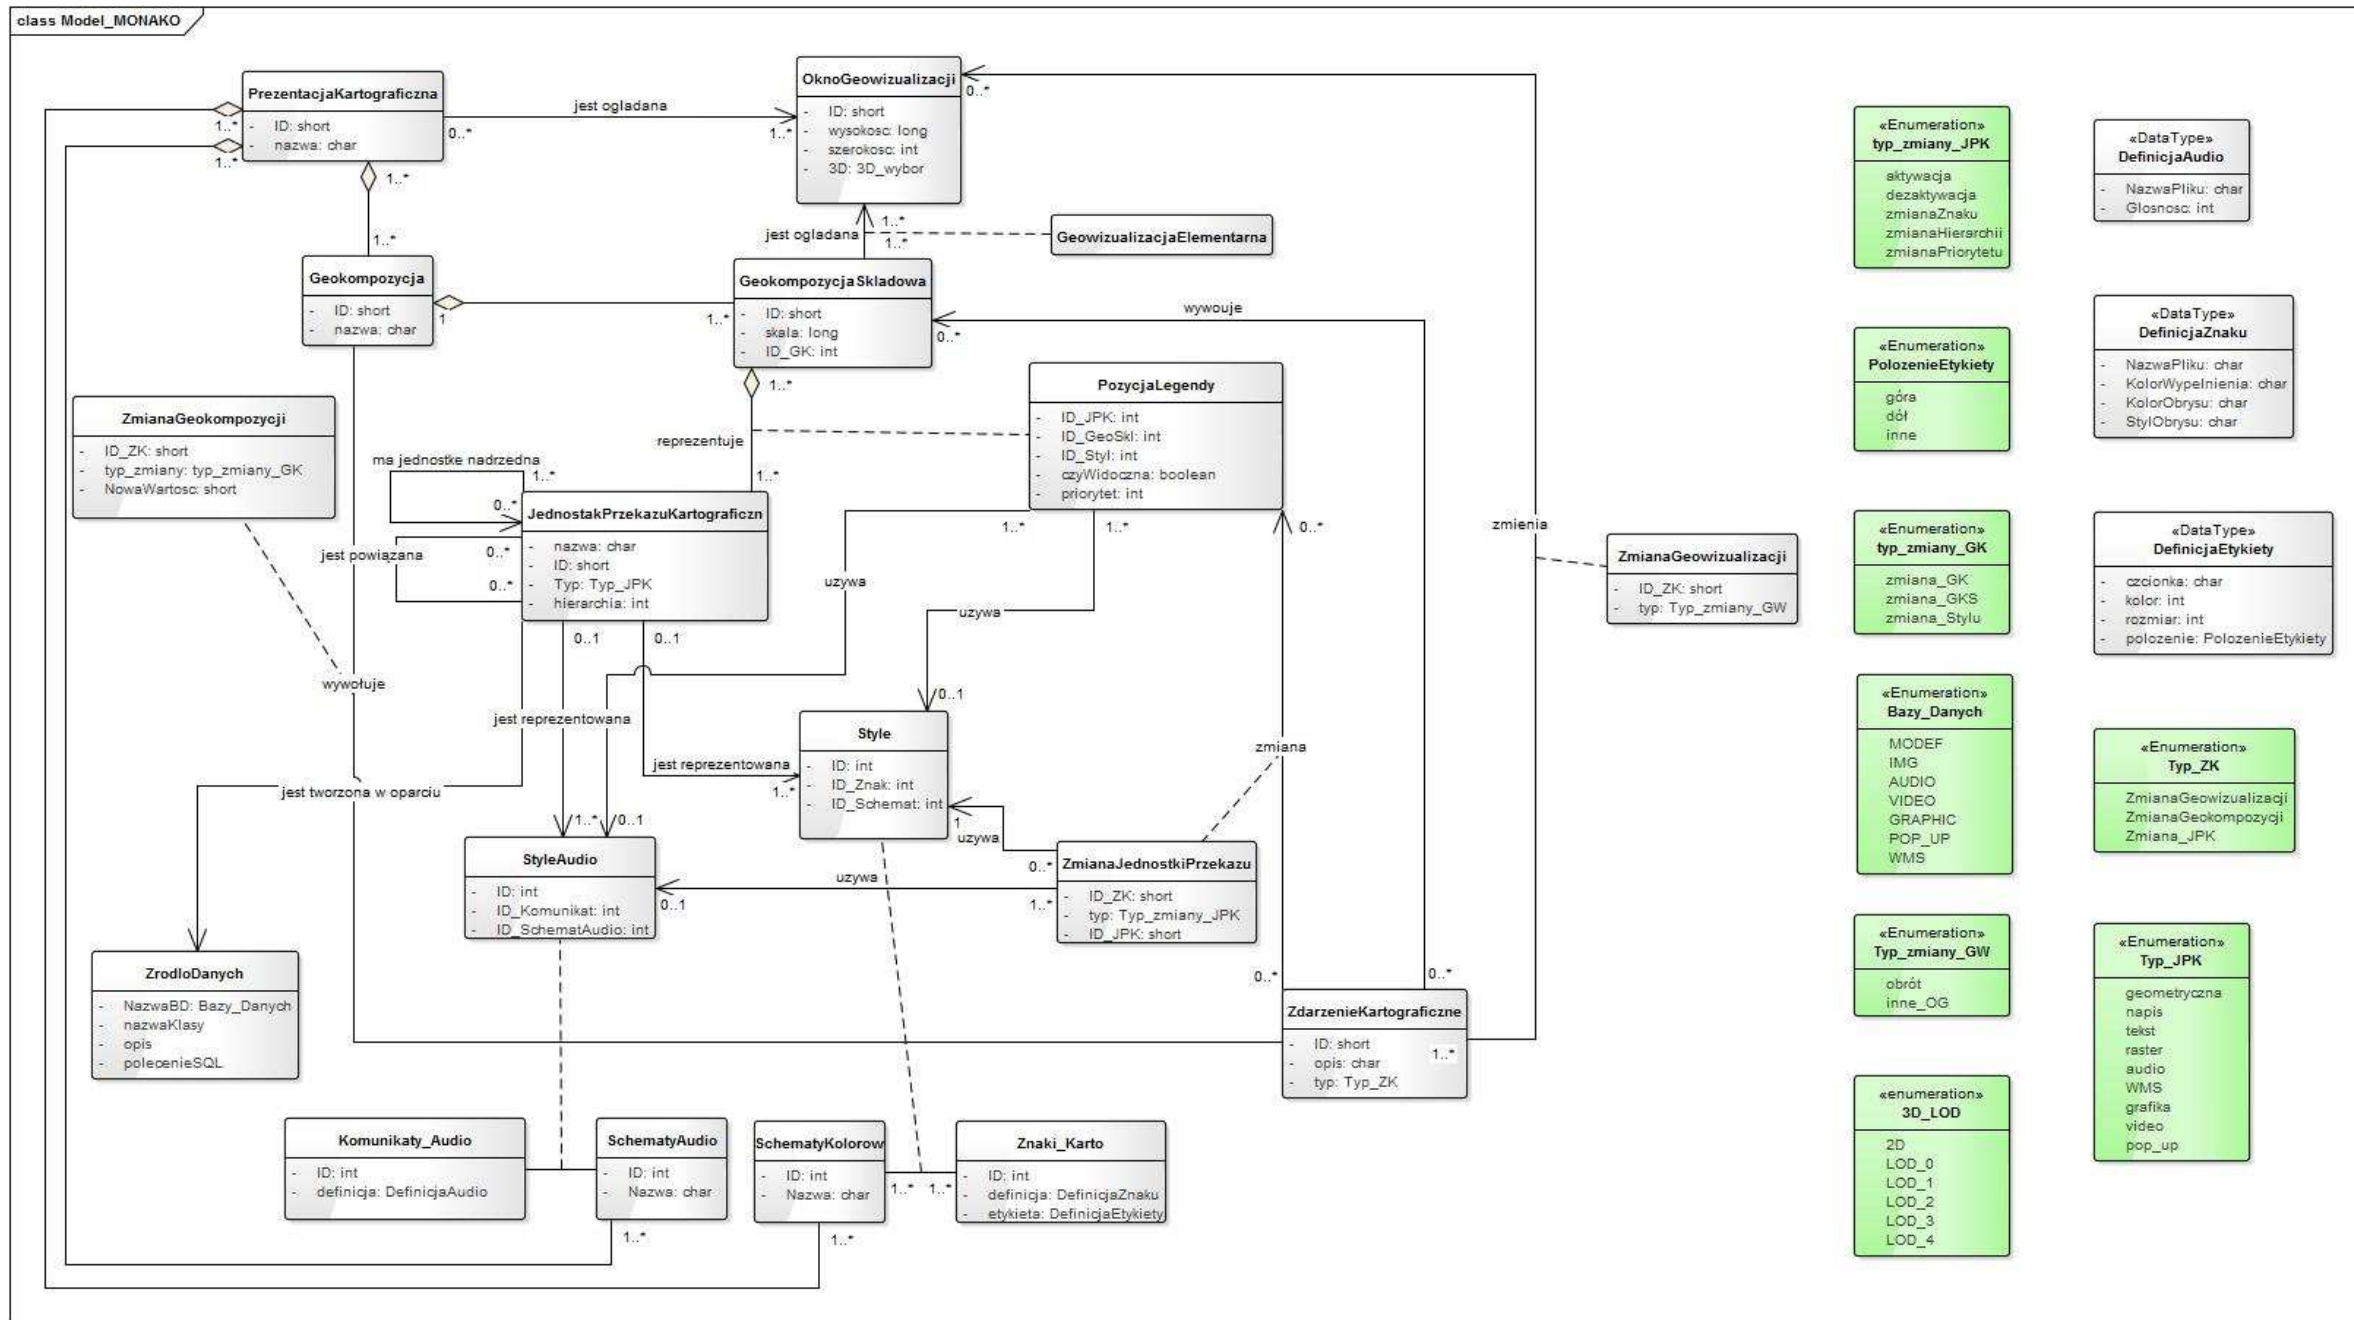 class Model_MONAKO
PrezentacjaKartograficzna
- ID: short
- nazwa: char
1..*
1..*
1..*
0..*
jest ogladana
1..*
OknoGeowizualizacji
- ID: short
- wysokosc: long
- szerokosc: int
- 3D: 3D_wybor
0..*
1..*
jest ogladana
1..*
GeowizualizacjaElementarna
1..*
Geokompozycja
- ID: short
- nazwa: char
1
1..*
GeokompozycjaSkladowa
- ID: short
- skala: long
- ID_GK: int
wywouje
0..*
1..*
reprezentuje
1..*
PozycjaLegendy
- ID_JPK: int
- ID_GeoSkl: int
- ID_Styl: int
- czyWidoczna: boolean
- priorytet: int
1..*
1..*
0..*
ZmianaGeokompozycji
- ID_ZK: short
- typ_zmiany: typ_zmiany_GK
- NowaWartosc: short
wywołuje
ma jednostke nadrzedna
1..*
0..*
jest powiązana
0..*
0..*
JednostakPrzekazuKartograficzn
- nazwa: char
- ID: short
- Typ: Typ_JPK
- hierarchia: int
0..1
0..1
uzywa
uzywa
zmienia
ZmianaGeowizualizacji
- ID_ZK: short
- typ: Typ_zmiany_GW
jest reprezentowana
jest reprezentowana
1..*
0..1
Style
- ID: int
- ID_Znak: int
- ID_Schemat: int
1
uzywa
0..*
zmiana
jest tworzona w oparciu
1..*
0..1
StyleAudio
- ID: int
- ID_Komunikat: int
- ID_SchematAudio: int
0..1
uzywa
1..*
ZmianaJednostkiPrzekazu
- ID_ZK: short
- typ: Typ_zmiany_JPK
- ID_JPK: short
ZrodloDanych
- NazwaBD: Bazy_Danych
- nazwaKlasy
- opis
- polecenieSQL
0..*
0..*
ZdarzenieKartograficzne
- ID: short
- opis: char
- typ: Typ_ZK
1..*
Komunikaty_Audio
- ID: int
- definicja: DefinicjaAudio
SchematyAudio
- ID: int
- Nazwa: char
1..*
SchematyKolorow
- ID: int
- Nazwa: char
1..*
1..*
1..*
Znaki_Karto
- ID: int
- definicja: DefinicjaZnaku
- etykieta: DefinicjaEtykiety
«Enumeration»
typ_zmiany_JPK
aktywacja
dezaktywacja
zmianaZnaku
zmianaHierarchii
zmianaPriorytetu
«Enumeration»
PolozenieEtykiety
góra
dół
inne
«Enumeration»
typ_zmiany_GK
zmiana_GK
zmiana_GKS
zmiana_Stylu
«Enumeration»
Bazy_Danych
MODEF
IMG
AUDIO
VIDEO
GRAPHIC
POP_UP
WMS
«Enumeration»
Typ_zmiany_GW
obrót
inne_OG
«enumeration»
3D_LOD
2D
LOD_0
LOD_1
LOD_2
LOD_3
LOD_4
«DataType»
DefinicjaAudio
- NazwaPliku: char
- Glosnosc: int
«DataType»
DefinicjaZnaku
- NazwaPliku: char
- KolorWypelnienia: char
- KolorObrysu: char
- StylObrysu: char
«DataType»
DefinicjaEtykiety
- czcionka: char
- kolor: int
- rozmiar: int
- polozenie: PolozenieEtykiety
«Enumeration»
Typ_ZK
ZmianaGeowizualizacji
ZmianaGeokompozycji
Zmiana_JPK
«Enumeration»
Typ_JPK
geometryczna
napis
tekst
raster
audio
WMS
grafika
video
pop_up